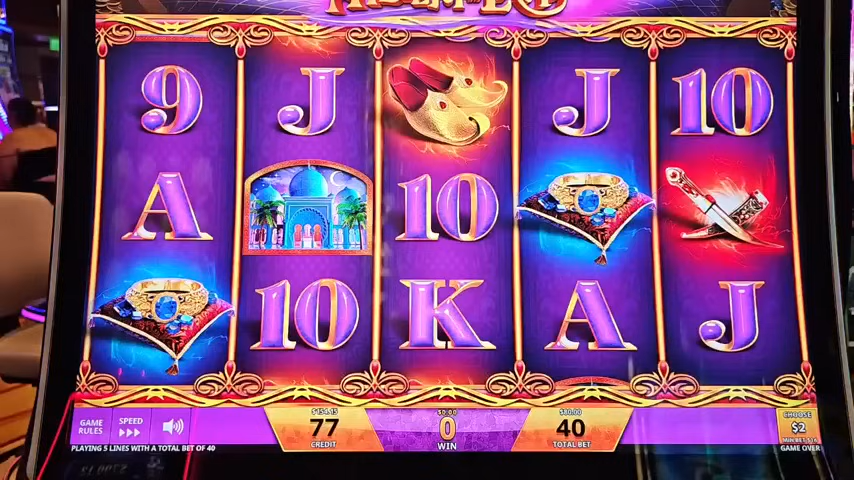 9 J J 10
A 10
10 K A J
GAME RULES
SPEED
$154.15
77
CREDIT
$0.00
0
WIN
$80.00
40
TOTAL BET
CHOOSE
$2
GAME OVER
PLAYING 5 LINES WITH A TOTAL BET OF 40